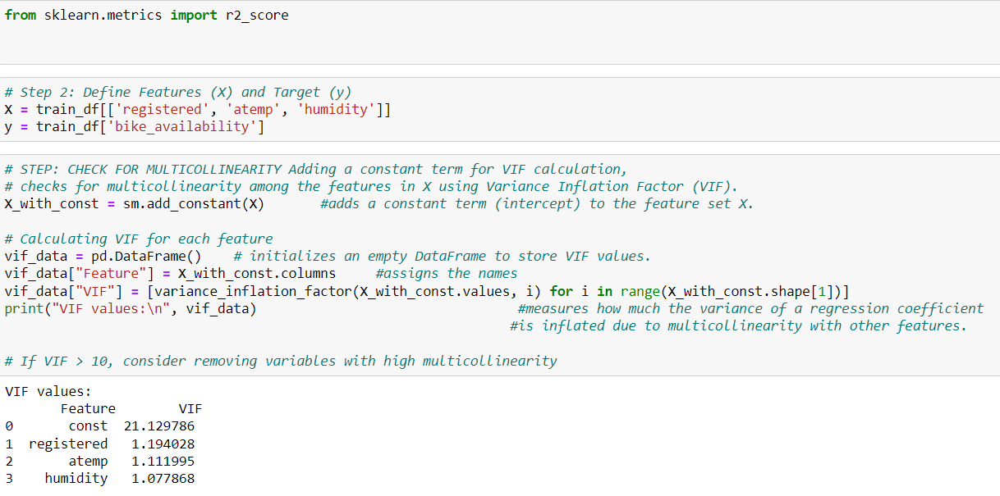 from sklearn.metrics import r2_score
# Step 2: Define Features (X) and Target (y)
X = train_df[['registered', 'atemp', 'humidity']]
y = train_df['bike_availability']
# STEP: CHECK FOR MULTICOLLINEARITY Adding a constant term for VIF calculation,
# checks for multicollinearity among the features in X using Variance Inflation Factor (VIF).
X_with_const = sm.add_constant(X)       #adds a constant term (intercept) to the feature set X.
# Calculating VIF for each feature
vif_data = pd.DataFrame()    # initializes an empty DataFrame to store VIF values.
vif_data["Feature"] = X_with_const.columns     #assigns the names
vif_data["VIF"] = [variance_inflation_factor(X_with_const.values, i) for i in range(X_with_const.shape[1])]
print("VIF values:\n", vif_data)                                 #measures how much the variance of a regression coefficient
#is inflated due to multicollinearity with other features.
# If VIF > 10, consider removing variables with high multicollinearity
VIF values:
       Feature        VIF
0       const  21.129786
1  registered   1.194028
2       atemp   1.111995
3    humidity   1.077868